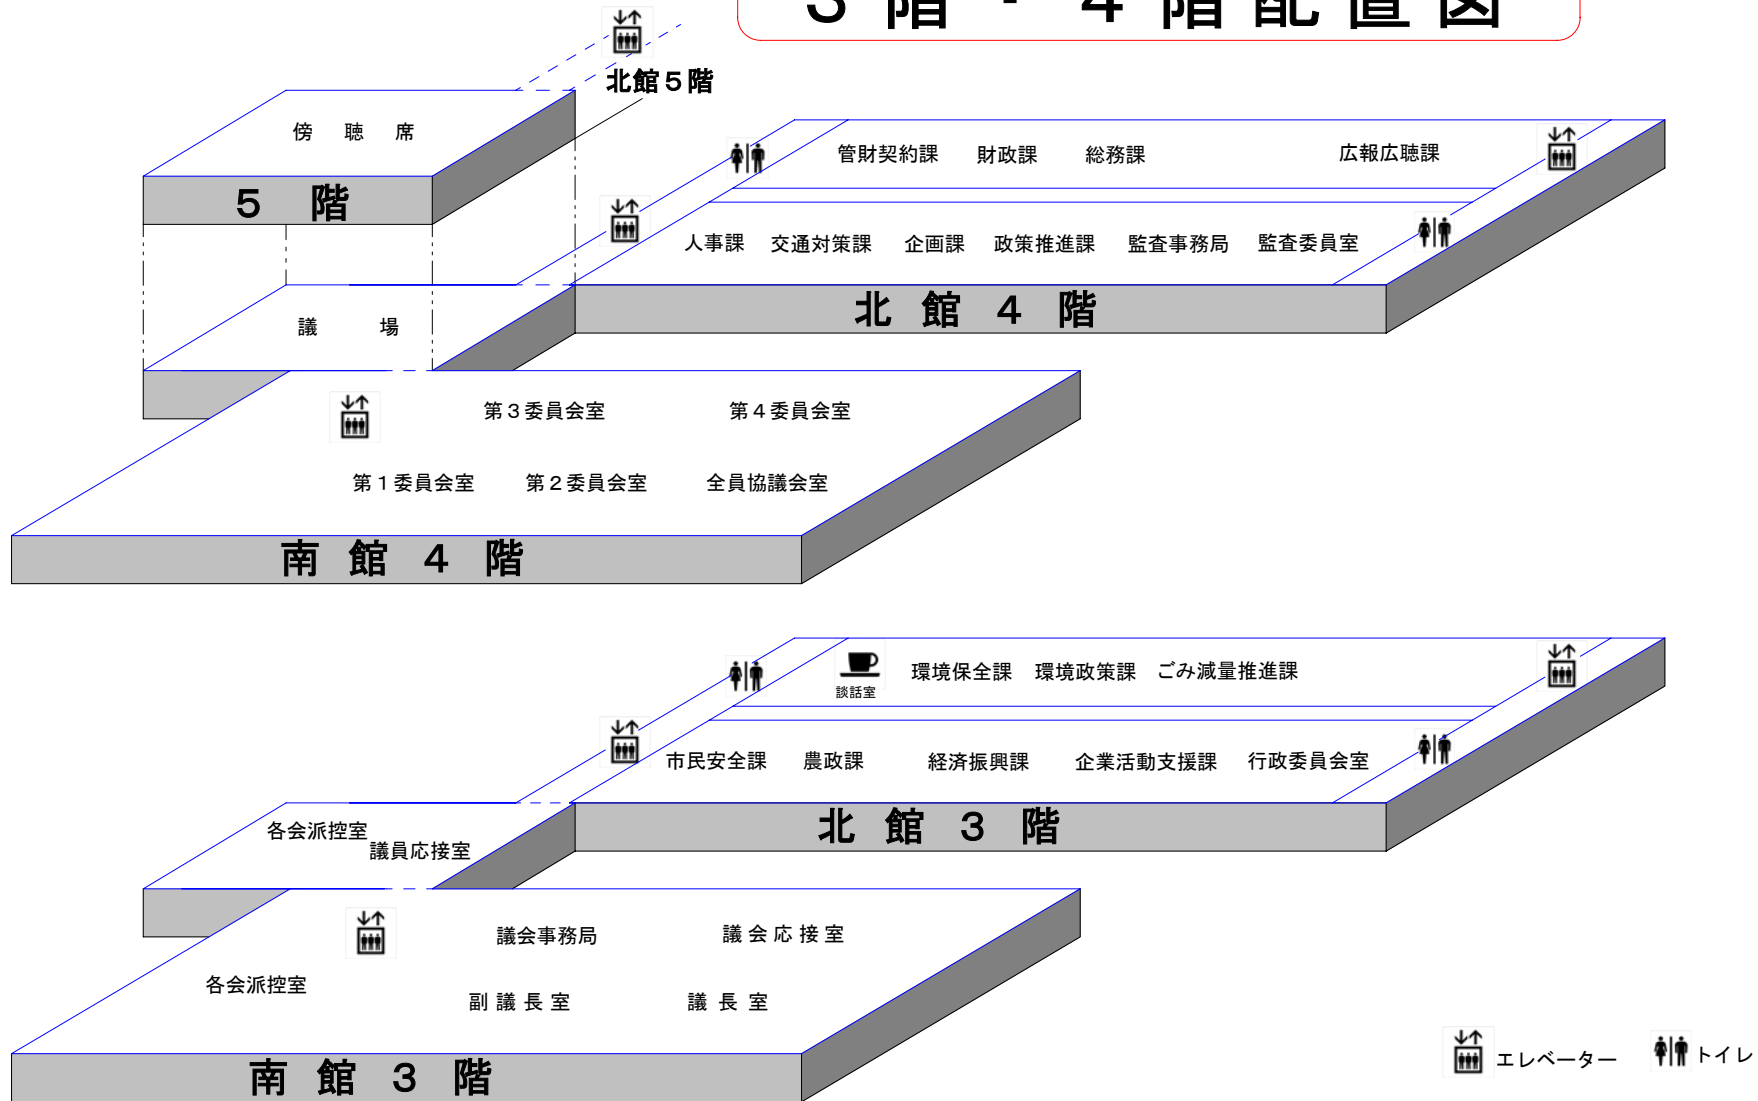 ３階・４階配置図
北館５階
傍聴席
５階
管財契約課 財政課 総務課 広報広聴課
人事課 交通対策課 企画課 政策推進課 監査事務局 監査委員室
北館４階
議場
第３委員会室 第４委員会室
第１委員会室 第２委員会室 全員協議会室
南館４階
環境保全課 環境政策課 ごみ減量推進課
談話室
市民安全課 農政課 経済振興課 企業活動支援課 行政委員会室
北館３階
各会派控室
議員応接室
議会事務局 議会応接室
各会派控室
副議長室 議長室
南館３階
エレベーター トイレ